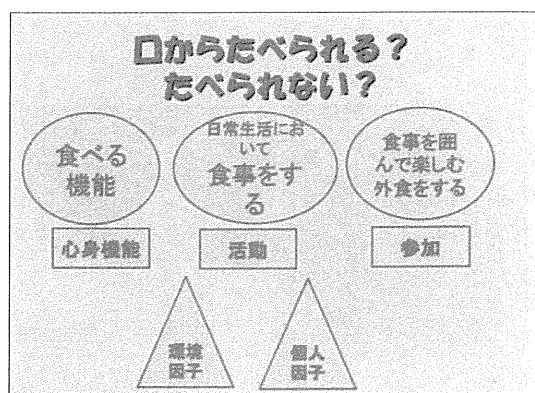 口からたべられる？
たべられない？
食べる
機能
日常生活にお
いて
食事をす
る
食事を囲
んで楽しむ
外食をする
心身機能
活動
参加
環境
因子
個人
因子